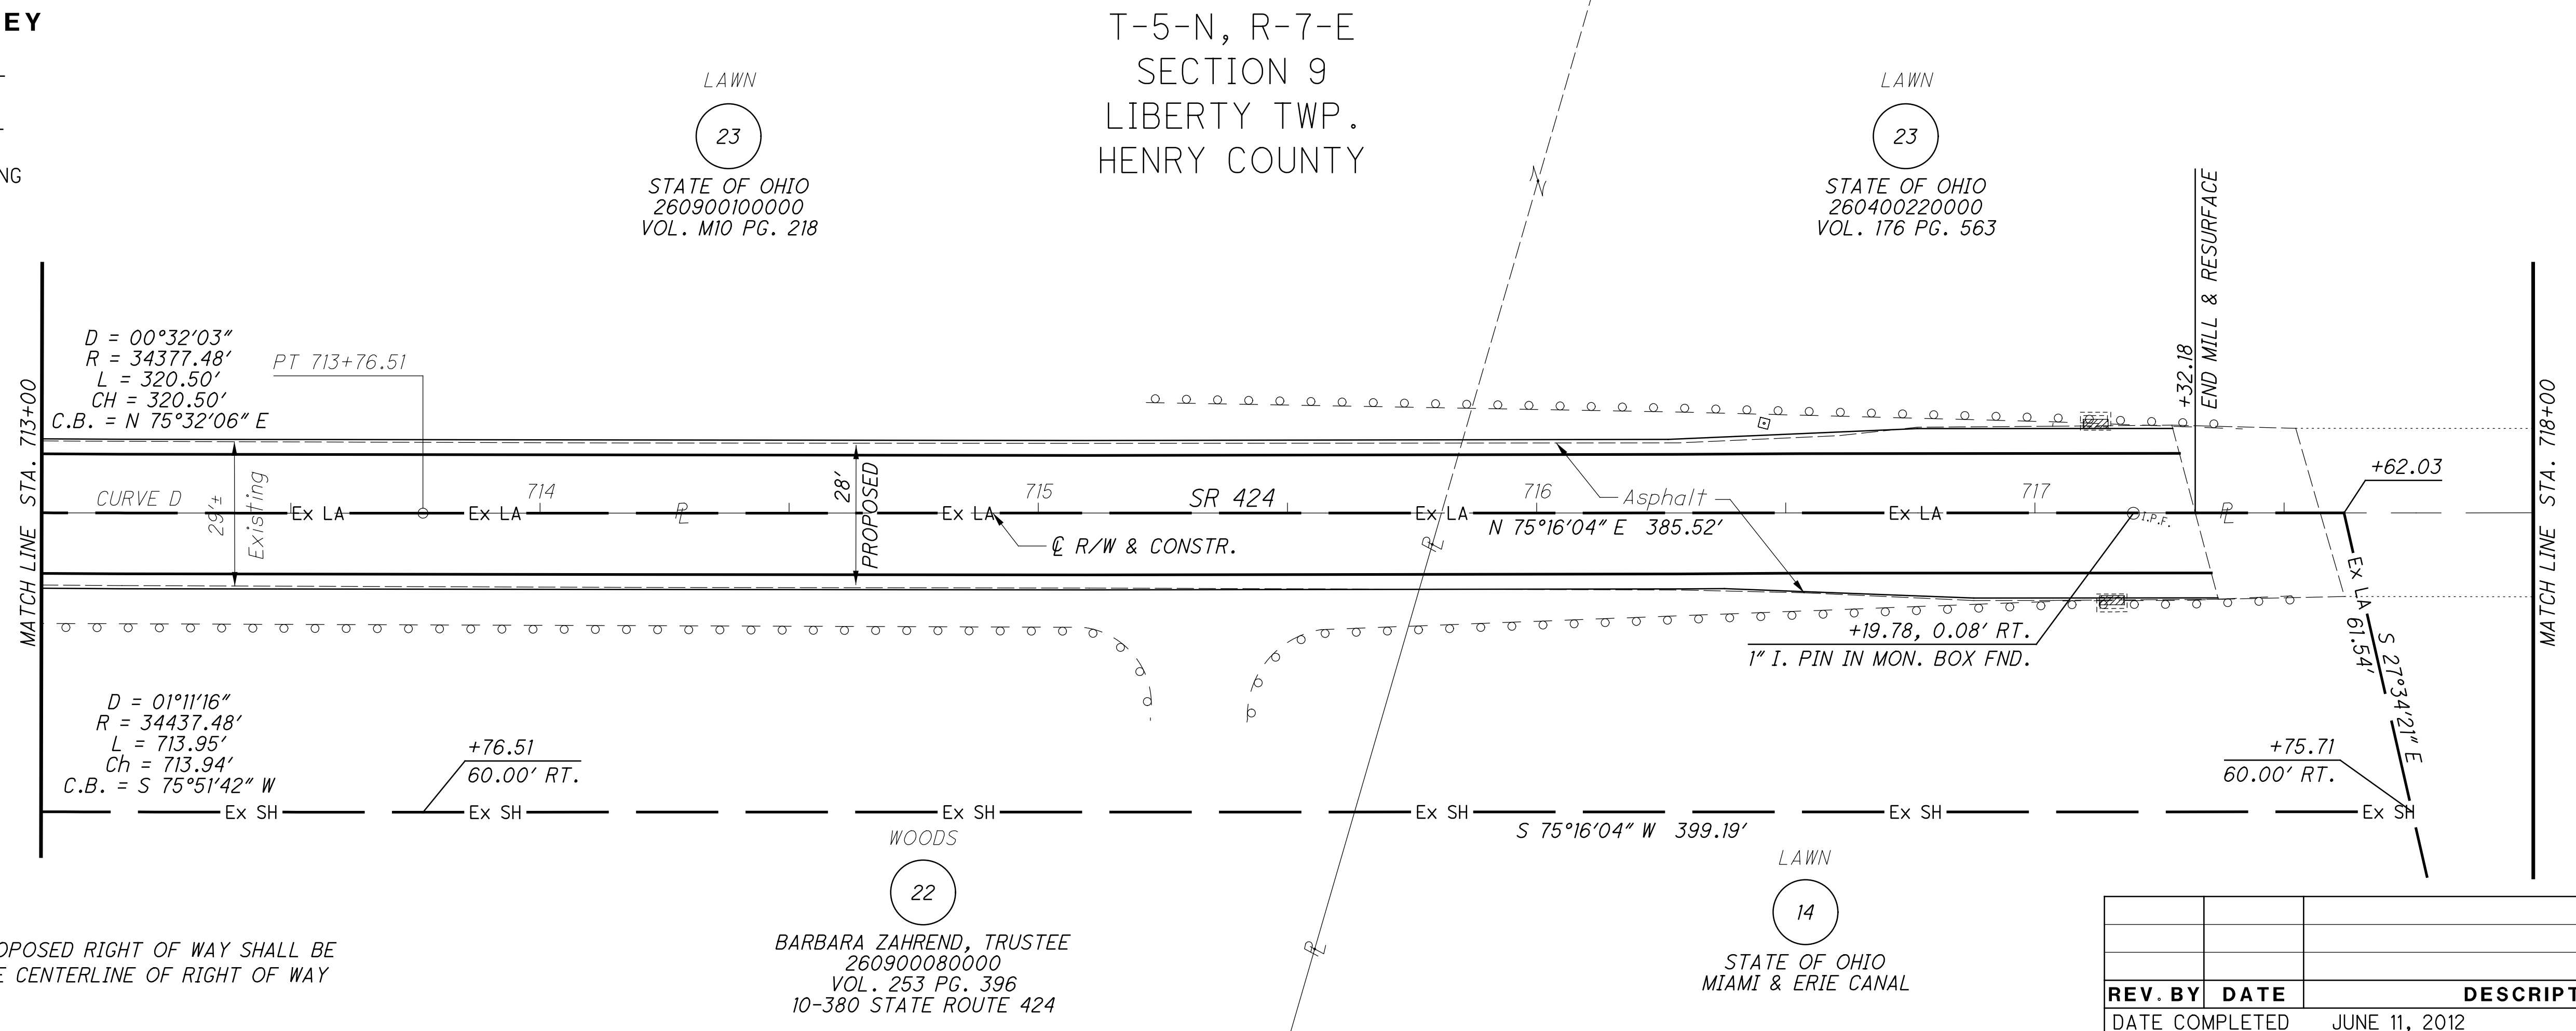 EY
NG
T-5-N, R-7-E
SECTION 9
LIBERTY TWP.
HENRY COUNTY
LAWN
23
STATE OF OHIO
260900100000
VOL. M10 PG. 218
LAWN
23
STATE OF OHIO
260400220000
VOL. 176 PG. 563
N
END MILL & RESURFACE
+32.18
MATCH LINE STA. 713+00
D = 00°32'03"
R = 34377.48'
L = 320.50'
CH = 320.50'
C.B. = N 75°32'06" E
PT 713+76.51
CURVE D
29'±
Existing
Ex LA
Ex LA
714
PL
28'
PROPOSED
Ex LA
715
CL R/W & CONSTR.
SR 424
Ex LA
PL
716
N 75°16'04" E 385.52'
Asphalt
Ex LA
717
I.P.F.
PL
+62.03
MATCH LINE STA. 718+00
+19.78, 0.08' RT.
1" I. PIN IN MON. BOX FND.
Ex LA
61.54'
S 27°34'21" E
D = 01°11'16"
R = 34437.48'
L = 713.95'
Ch = 713.94'
C.B. = S 75°51'42" W
+76.51
60.00' RT.
+75.71
60.00' RT.
Ex SH
Ex SH
Ex SH
Ex SH
Ex SH
Ex SH
S 75°16'04" W 399.19'
WOODS
22
BARBARA ZAHREND, TRUSTEE
260900080000
VOL. 253 PG. 396
10-380 STATE ROUTE 424
PL
LAWN
14
STATE OF OHIO
MIAMI & ERIE CANAL
OPOSED RIGHT OF WAY SHALL BE
E CENTERLINE OF RIGHT OF WAY
REV. BY DATE DESCRIPT
DATE COMPLETED JUNE 11, 2012